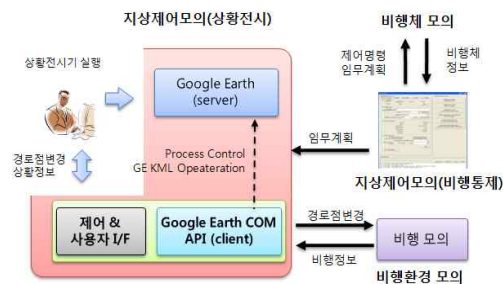 지상제어모의(상황전시)
비행체 모의
상황전시기 실행
Google Earth
(server)
제어명령
임무계획
비행체
정보
임무계획
Process Control
GE KML Opeateration
경로점변경
상황정보
지상제어모의(비행통제)
제어 &
사용자 I/F
Google Earth COM
API (client)
경로점변경
비행정보
비행 모의
비행환경 모의